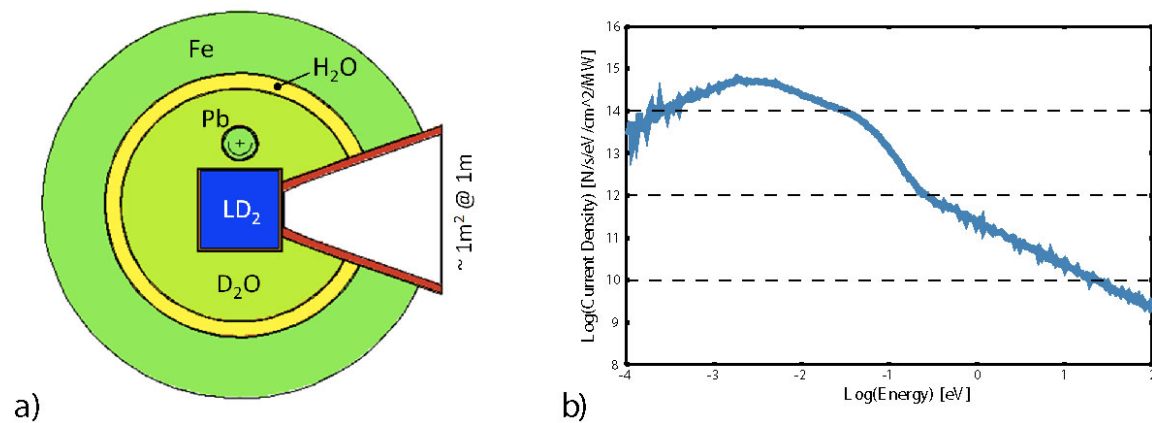 Fe
H₂O
Pb
+
LD₂
D₂O
~ 1m² @ 1m
a)
16
15
14
13
12
11
10
9
8
-4
-3
-2
-1
0
1
2
Log(Current Density) [N/s/eV/cm^2/MW]
Log(Energy) [eV]
b)